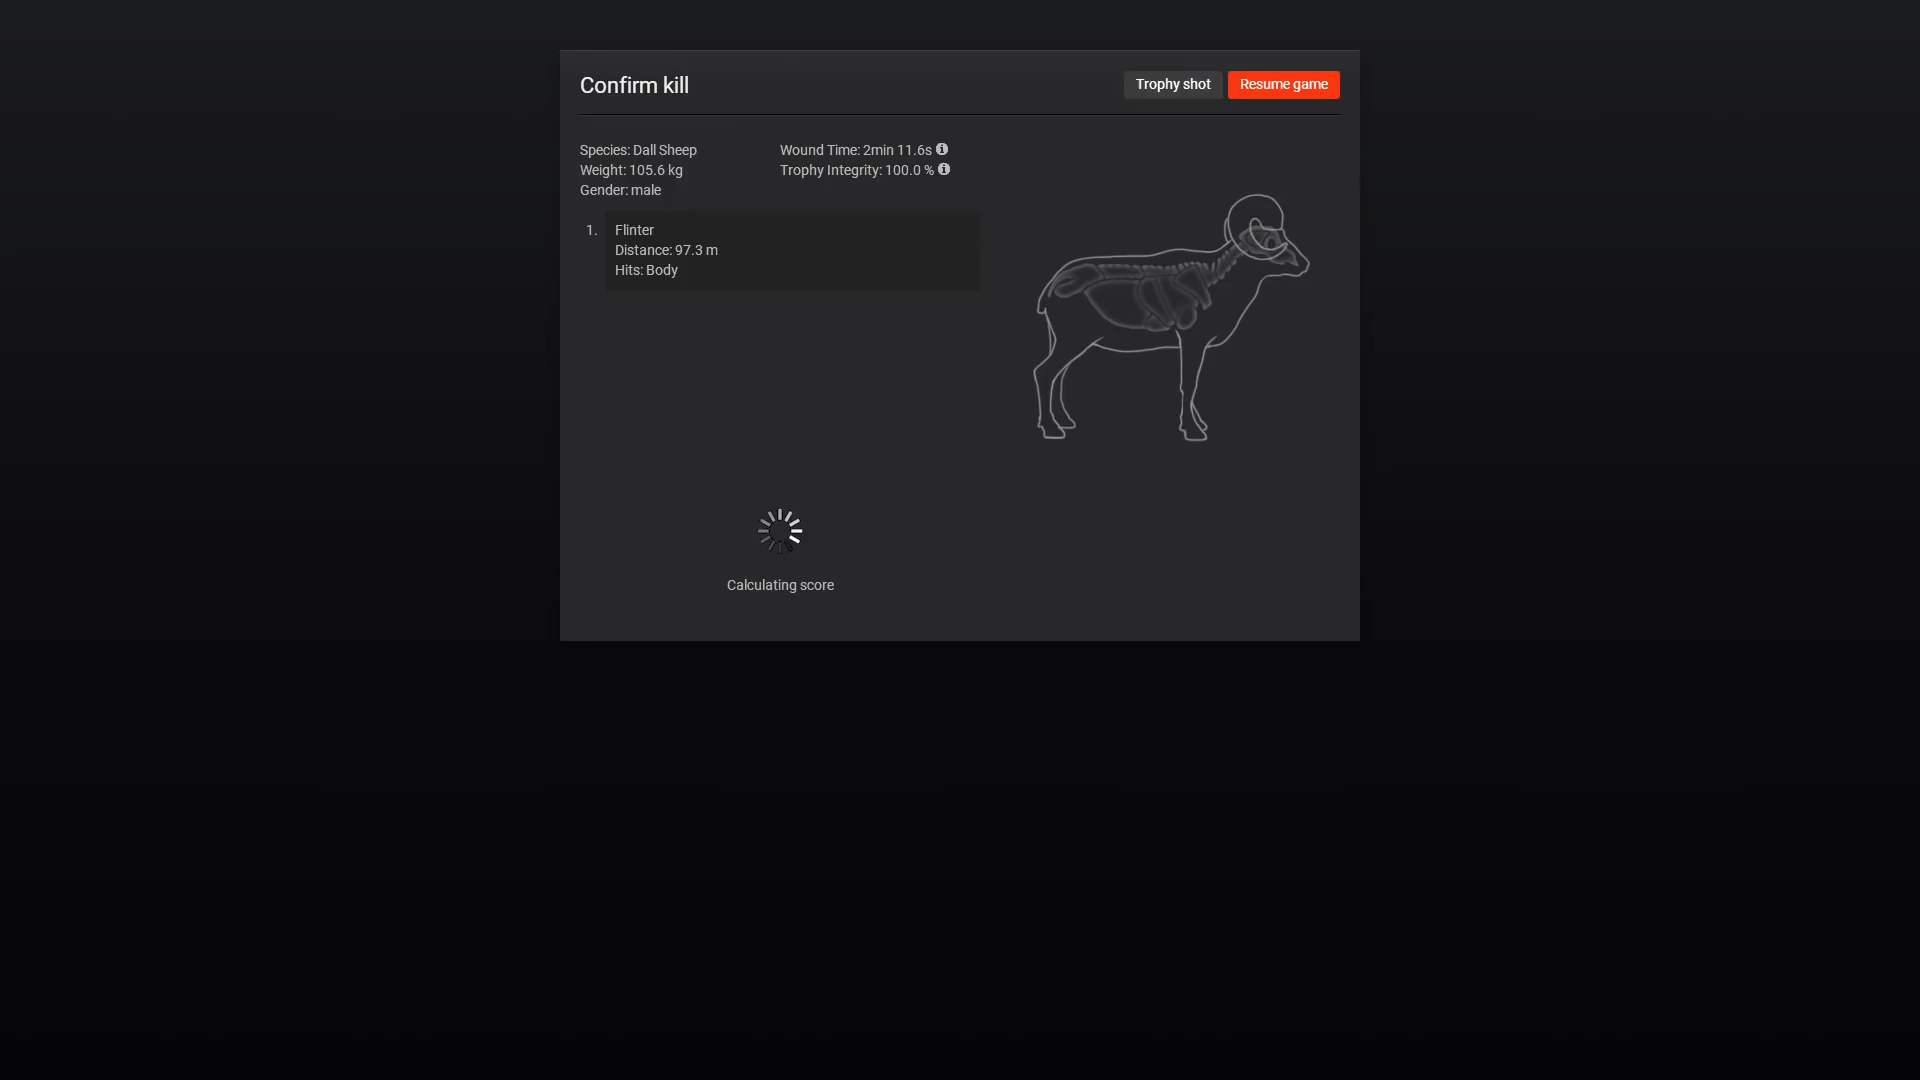 Confirm kill
Trophy shot
Resume game
Species: Dall Sheep
Weight: 105.6 kg
Gender: male
Wound Time: 2min 11.6s
Trophy Integrity: 100.0 %
1.
Flinter
Distance: 97.3 m
Hits: Body
Calculating score